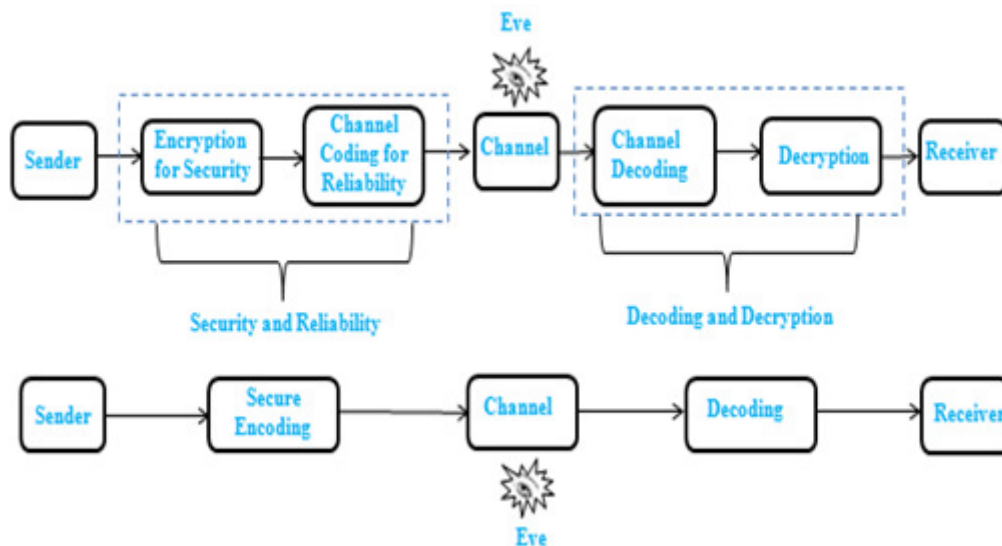 Eve
Sender
Encryption
for Security
Channel
Coding for
Reliability
Channel
Channel
Decoding
Decryption
Receiver
Security and Reliability
Decoding and Decryption
Sender
Secure
Encoding
Channel
Decoding
Receiver
Eve